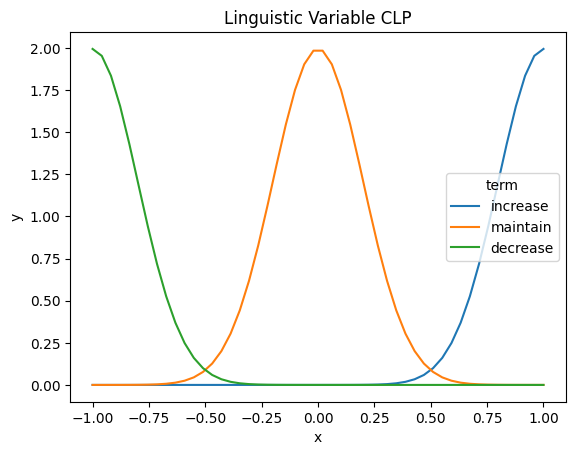 Linguistic Variable CLP
y
2.00
1.75
1.50
1.25
1.00
0.75
0.50
0.25
0.00
term
increase
maintain
decrease
−1.00 −0.75 −0.50 −0.25 0.00 0.25 0.50 0.75 1.00
x